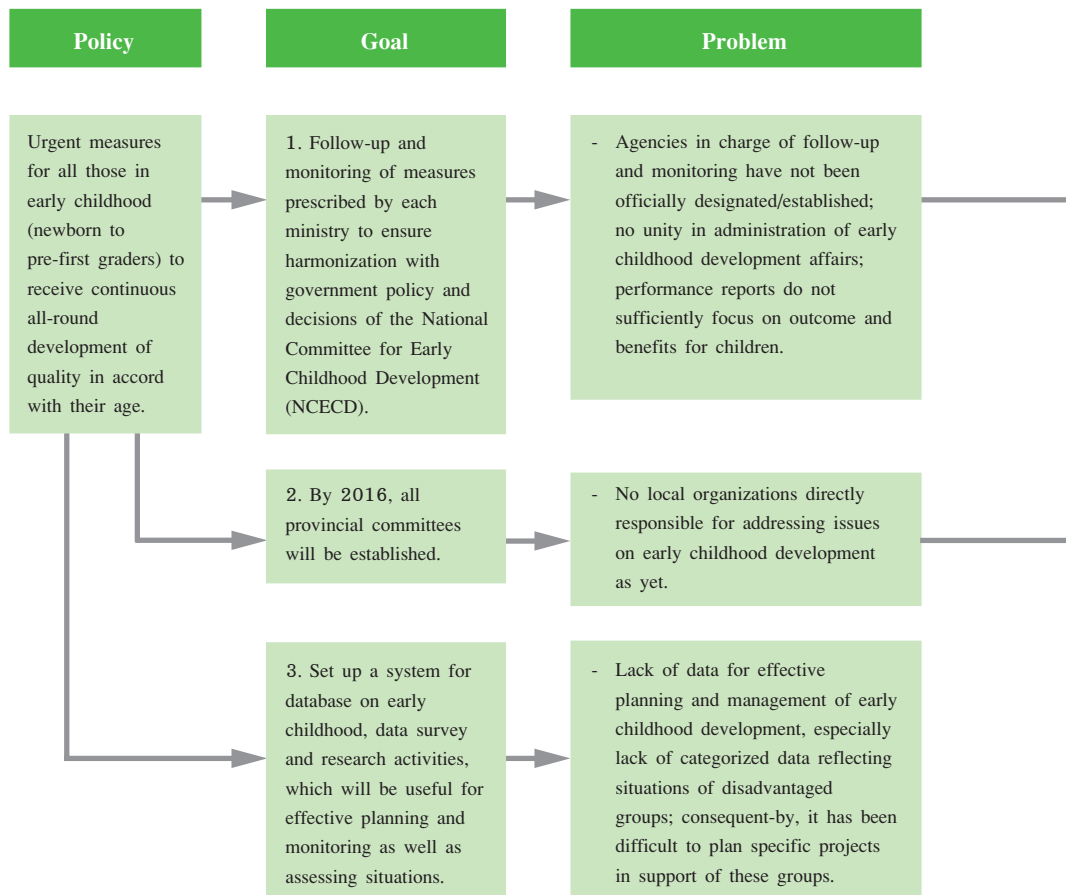 Policy
Goal
Problem
Urgent measures
for all those in
early childhood
(newborn to
pre-first graders) to
receive continuous
all-round
development of
quality in accord
with their age.
1. Follow-up and
monitoring of measures
prescribed by each
ministry to ensure
harmonization with
government policy and
decisions of the National
Committee for Early
Childhood Development
(NCECD).
- Agencies in charge of follow-up
and monitoring have not been
officially designated/established;
no unity in administration of early
childhood development affairs;
performance reports do not
sufficiently focus on outcome and
benefits for children.
2. By 2016, all
provincial committees
will be established.
- No local organizations directly
responsible for addressing issues
on early childhood development
as yet.
3. Set up a system for
database on early
childhood, data survey
and research activities,
which will be useful for
effective planning and
monitoring as well as
assessing situations.
- Lack of data for effective
planning and management of early
childhood development, especially
lack of categorized data reflecting
situations of disadvantaged
groups; consequent-by, it has been
difficult to plan specific projects
in support of these groups.